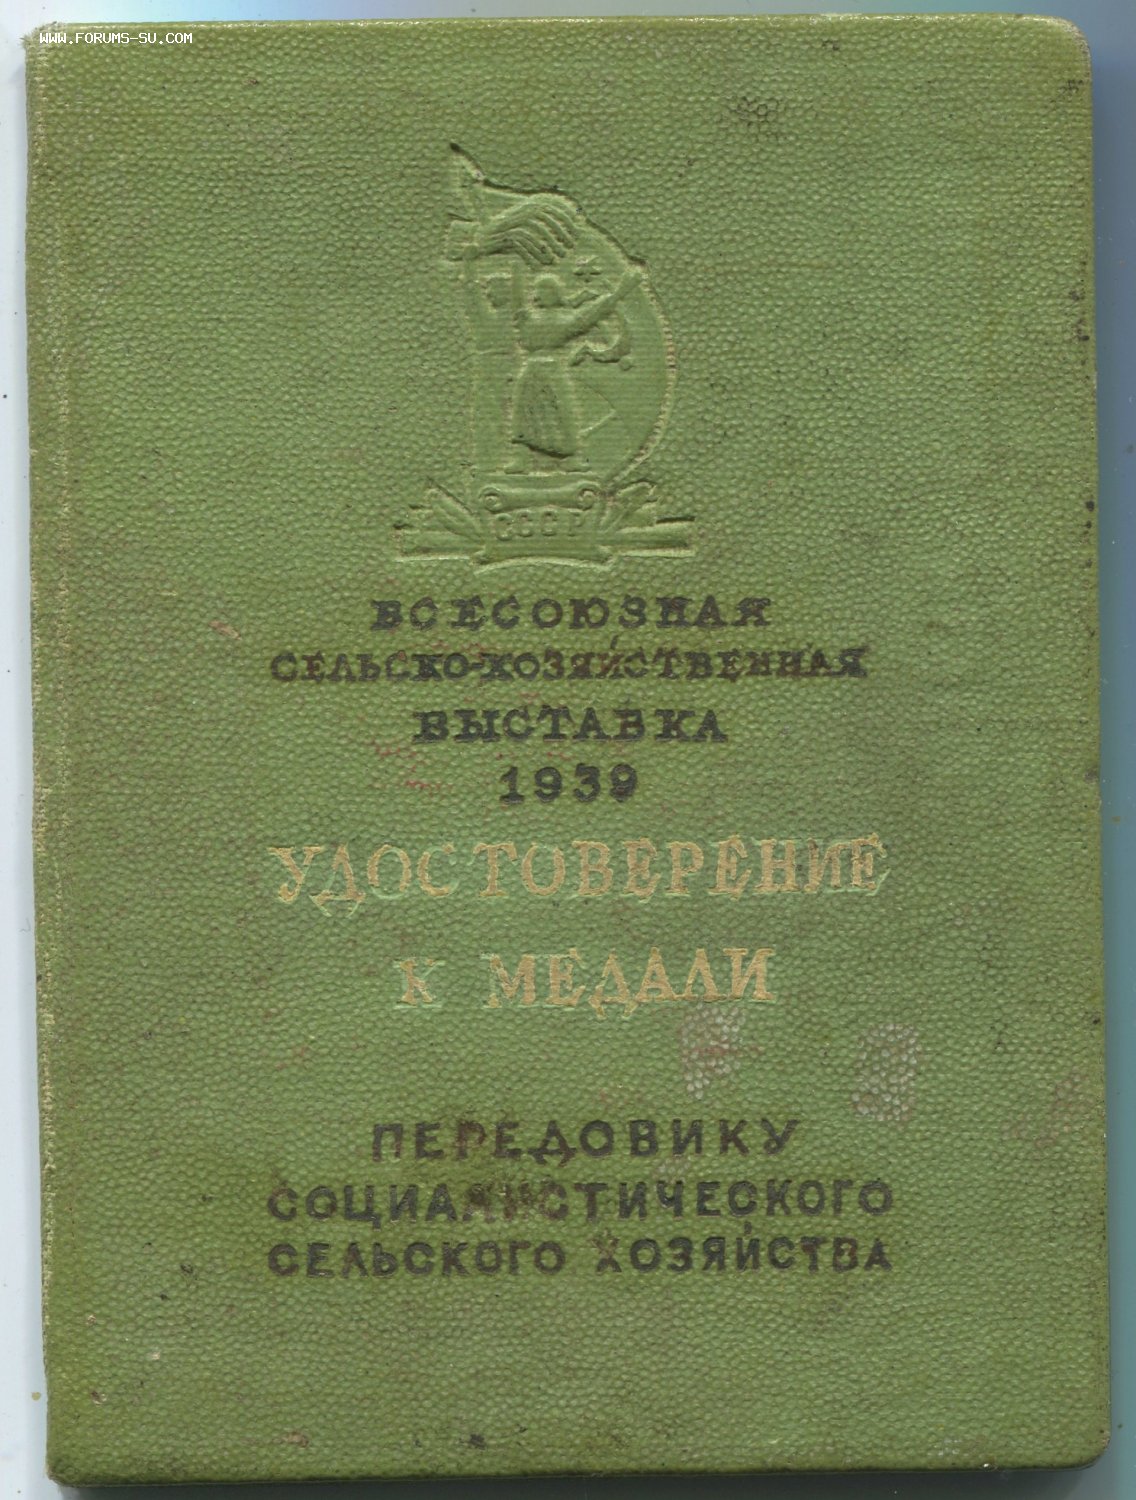 WWW.FORUMS-SU.COM
СССР
ВСЕСОЮЗНАЯ
СЕЛЬСКО-ХОЗЯЙСТВЕННАЯ
ВЫСТАВКА
1939
УДОСТОВЕРЕНИЕ
К МЕДАЛИ
ПЕРЕДОВИКУ
СОЦИАЛИСТИЧЕСКОГО
СЕЛЬСКОГО ХОЗЯЙСТВА